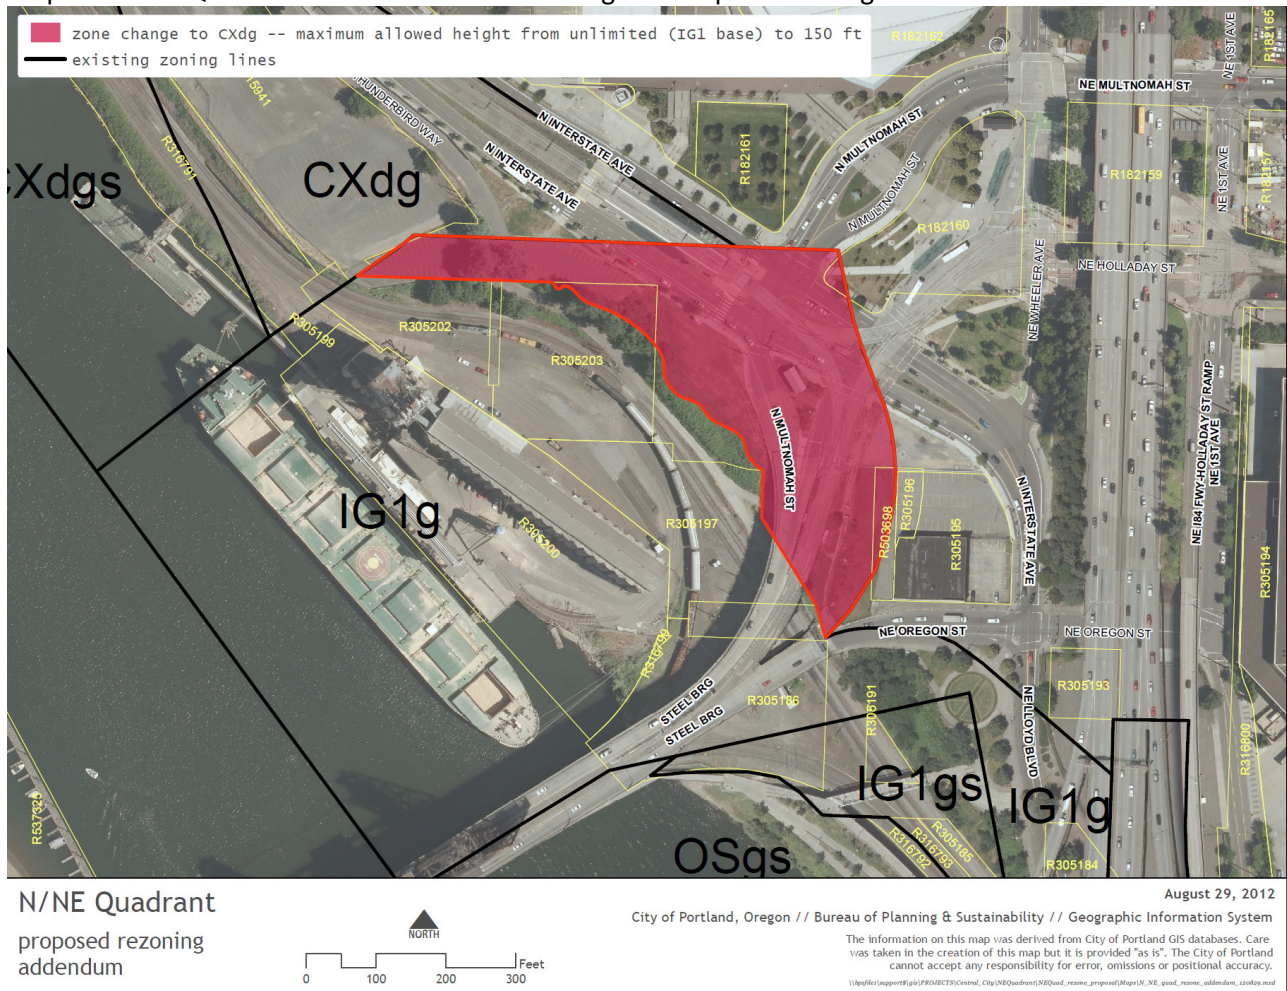 zone change to CXdg -- maximum allowed height from unlimited (IG1 base) to 150 ft
existing zoning lines
R182162
NE 1ST AVE
R182165
NE MULTNOMAH ST
15941
THUNDERBIRD WAY
N INTERSTATE AVE
N INTERSTATE AVE
R182161
N MULTNOMAH ST
N MULTNOMAH ST
R316791
CXdgs
CXdg
R182159
NE 1ST AVE
R182157
R182160
NE WHEELER AVE
NE HOLLADAY ST
R305199
R305202
R305203
N MULTNOMAH ST
NE I84 FWY-HOLLADAY ST RAMP
NE 1ST AVE
IG1g
R305200
R305197
R503698
R305196
R305195
N INTERSTATE AVE
R305194
NE OREGON ST
NE OREGON ST
R316790
STEEL BRG
STEEL BRG
R305186
R305191
R305193
NE LLOYD BLVD
R316800
IG1gs
IG1g
R537325
OSgs
R316792
R316793
R305185
R305184
N/NE Quadrant
proposed rezoning
addendum
NORTH
Feet
0 100 200 300
August 29, 2012
City of Portland, Oregon // Bureau of Planning & Sustainability // Geographic Information System
The information on this map was derived from City of Portland GIS databases. Care
was taken in the creation of this map but it is provided "as is". The City of Portland
cannot accept any responsibility for error, omissions or positional accuracy.